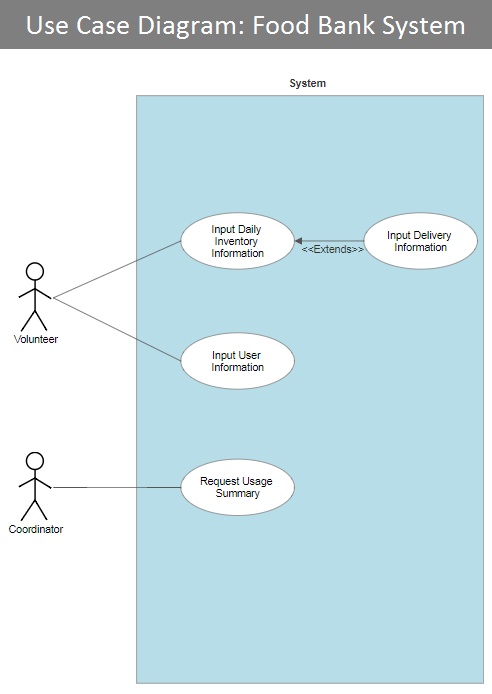 Use Case Diagram: Food Bank System
System
Input Daily
Inventory
Information
<<Extends>>
Input Delivery
Information
Volunteer
Input User
Information
Request Usage
Summary
Coordinator